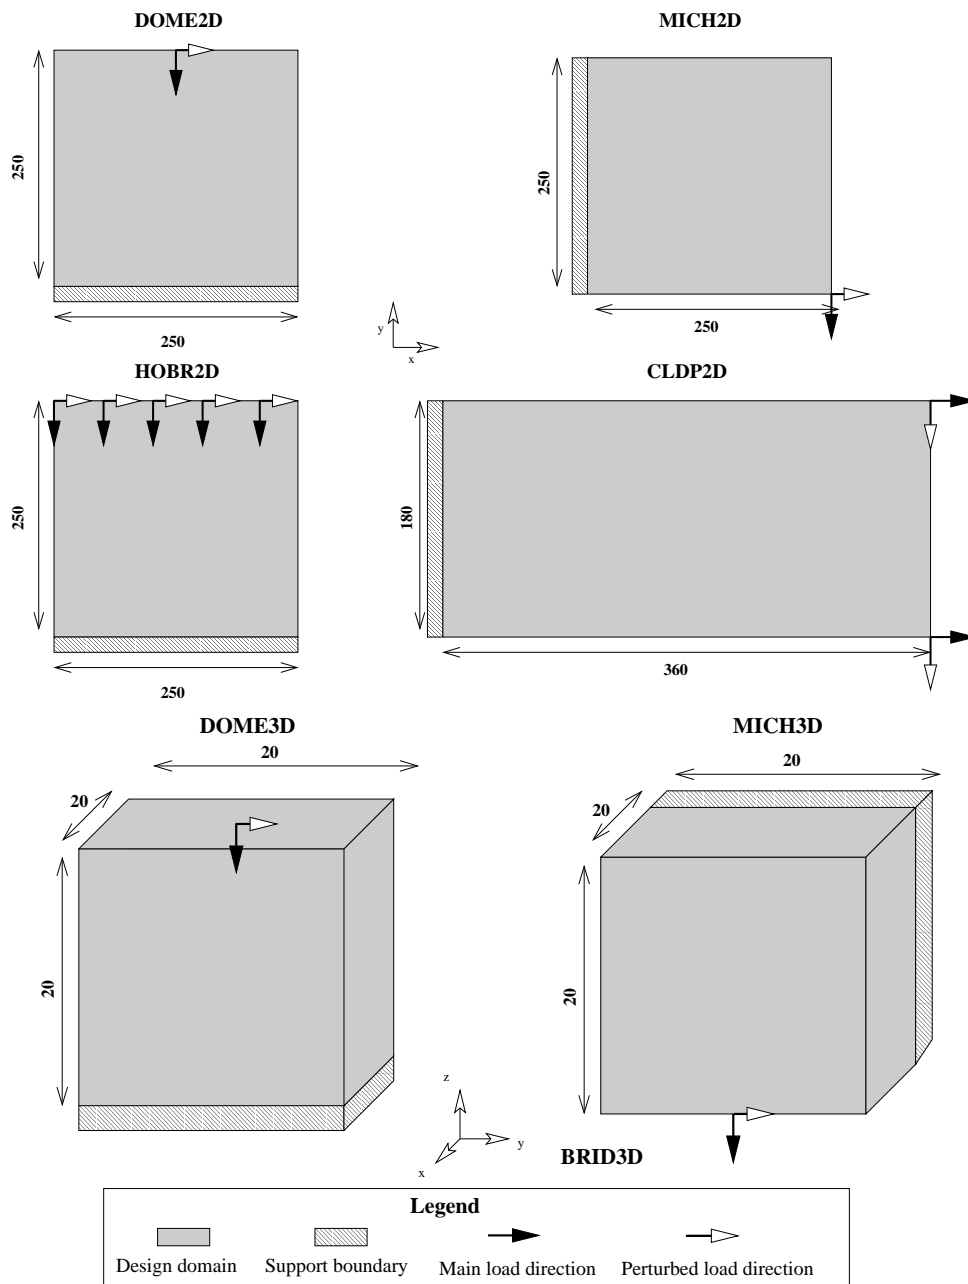 DOME2D
MICH2D
250
250
250
250
y
x
HOBR2D
CLDP2D
250
180
250
360
DOME3D
MICH3D
20
20
20
20
20
20
z
y
x
BRID3D
Legend
Design domain
Support boundary
Main load direction
Perturbed load direction